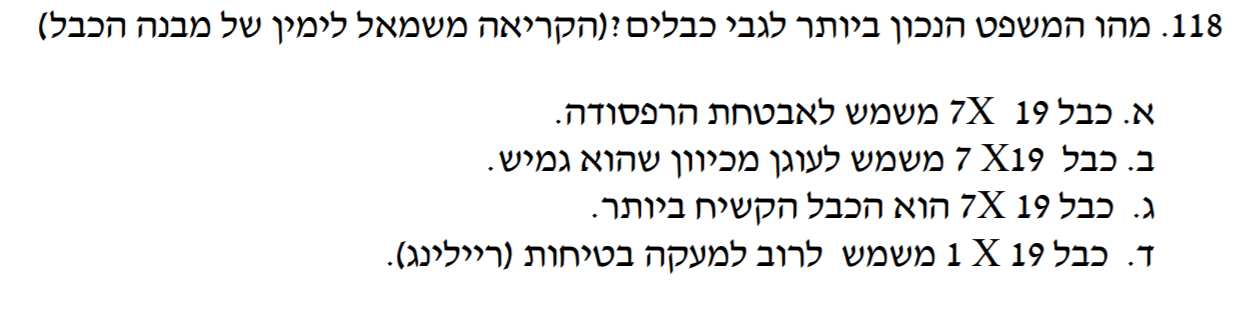 118. מהו המשפט הנכון ביותר לגבי כבלים?(הקריאה משמאל לימין של מבנה הכבל)
א. כבל 19 7X משמש לאבטחת הרפסודה.
ב. כבל 7 X19 משמש לעוגן מכיוון שהוא גמיש.
ג. כבל 19 7X הוא הכבל הקשיח ביותר.
ד. כבל 19 X 1 משמש לרוב למעקה בטיחות (ריילינג).